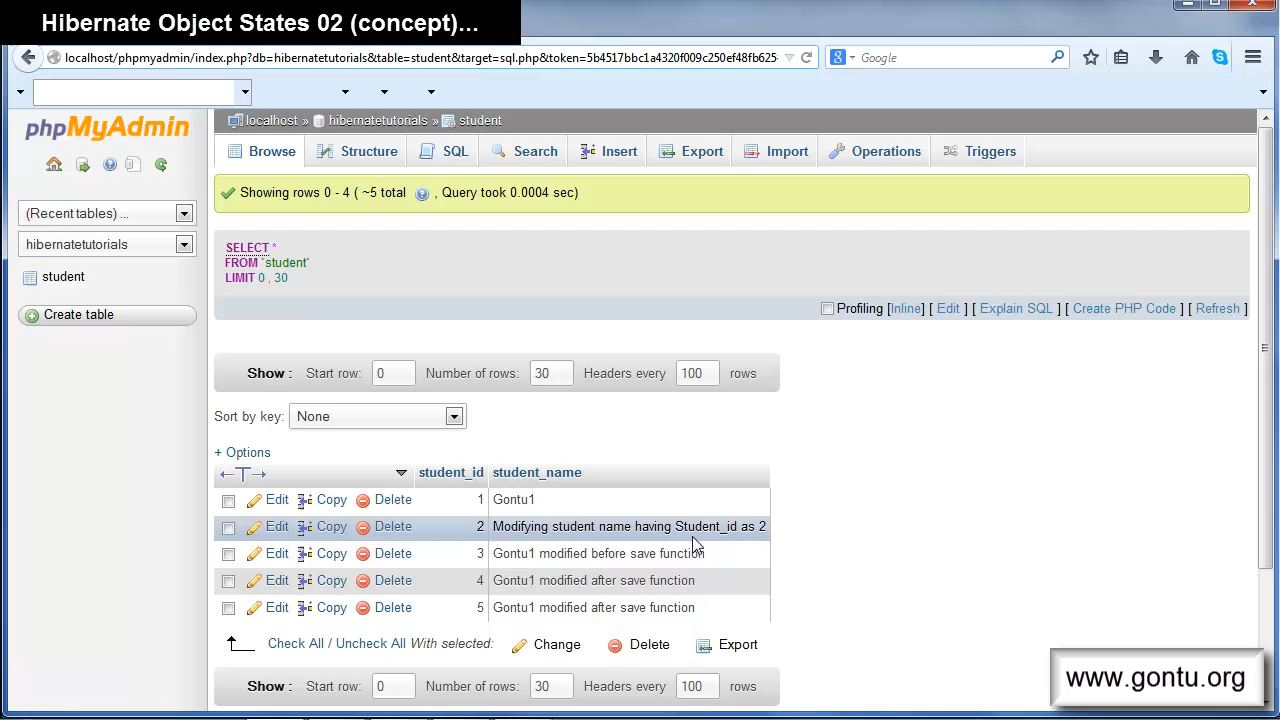 Hibernate Object States 02 (concept)...
localhost/phpmyadmin/index.php?db=hibernatetutorials&table=student&target=sql.php&token=5b4517bbc1a4320f009c250ef48fb625
Google
phpMyAdmin
localhost » hibernatetutorials » student
Browse Structure SQL Search Insert Export Import Operations Triggers
Showing rows 0 - 4 ( ~5 total , Query took 0.0004 sec)
(Recent tables) ...
hibernatetutorials
student
Create table
SELECT *
FROM `student`
LIMIT 0 , 30
Profiling [Inline] [ Edit ] [ Explain SQL ] [ Create PHP Code ] [ Refresh ]
Show : Start row: 0 Number of rows: 30 Headers every 100 rows
Sort by key: None
+ Options
←T→ student_id student_name
Edit Copy Delete 1 Gontu1
Edit Copy Delete 2 Modifying student name having Student_id as 2
Edit Copy Delete 3 Gontu1 modified before save function
Edit Copy Delete 4 Gontu1 modified after save function
Edit Copy Delete 5 Gontu1 modified after save function
Check All / Uncheck All With selected: Change Delete Export
Show : Start row: 0 Number of rows: 30 Headers every 100 rows
www.gontu.org